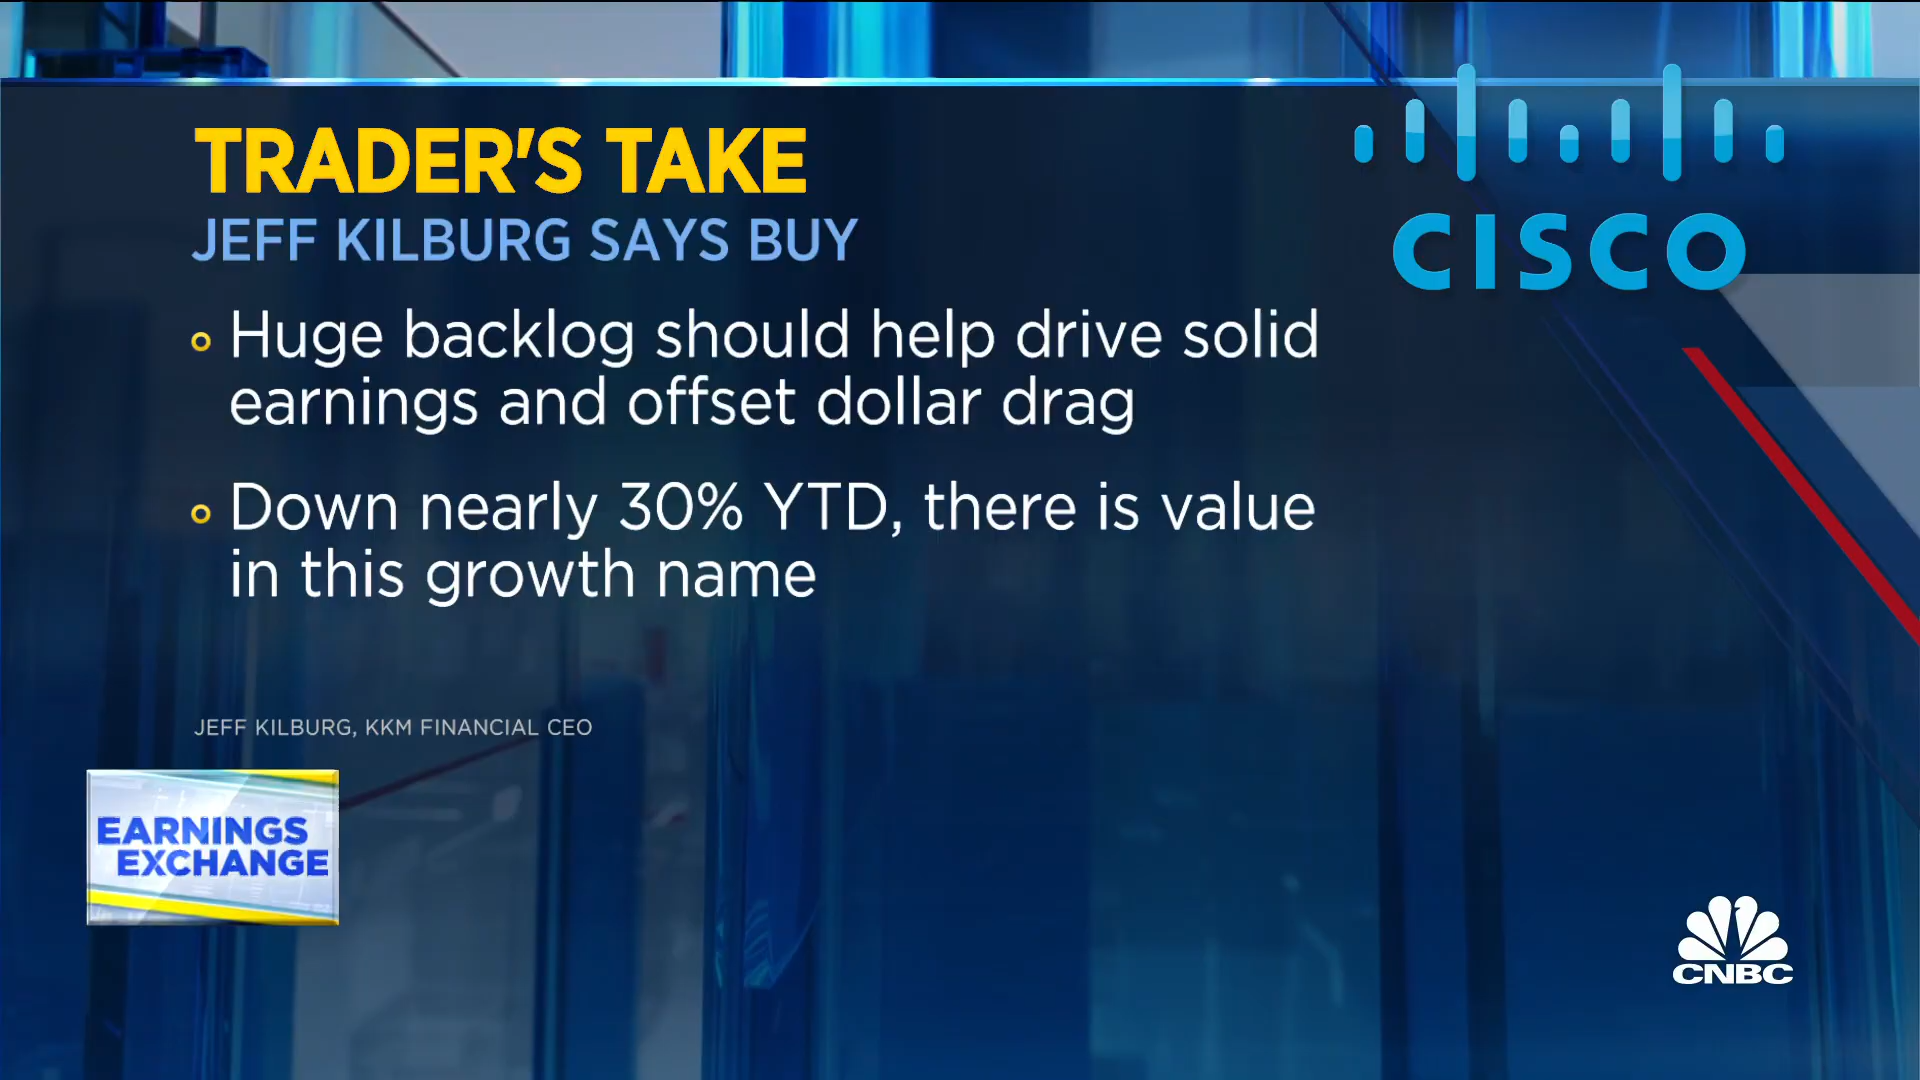 TRADER'S TAKE
JEFF KILBURG SAYS BUY
CISCO
Huge backlog should help drive solid
earnings and offset dollar drag
Down nearly 30% YTD, there is value
in this growth name
JEFF KILBURG, KKM FINANCIAL CEO
EARNINGS
EXCHANGE
CNBC